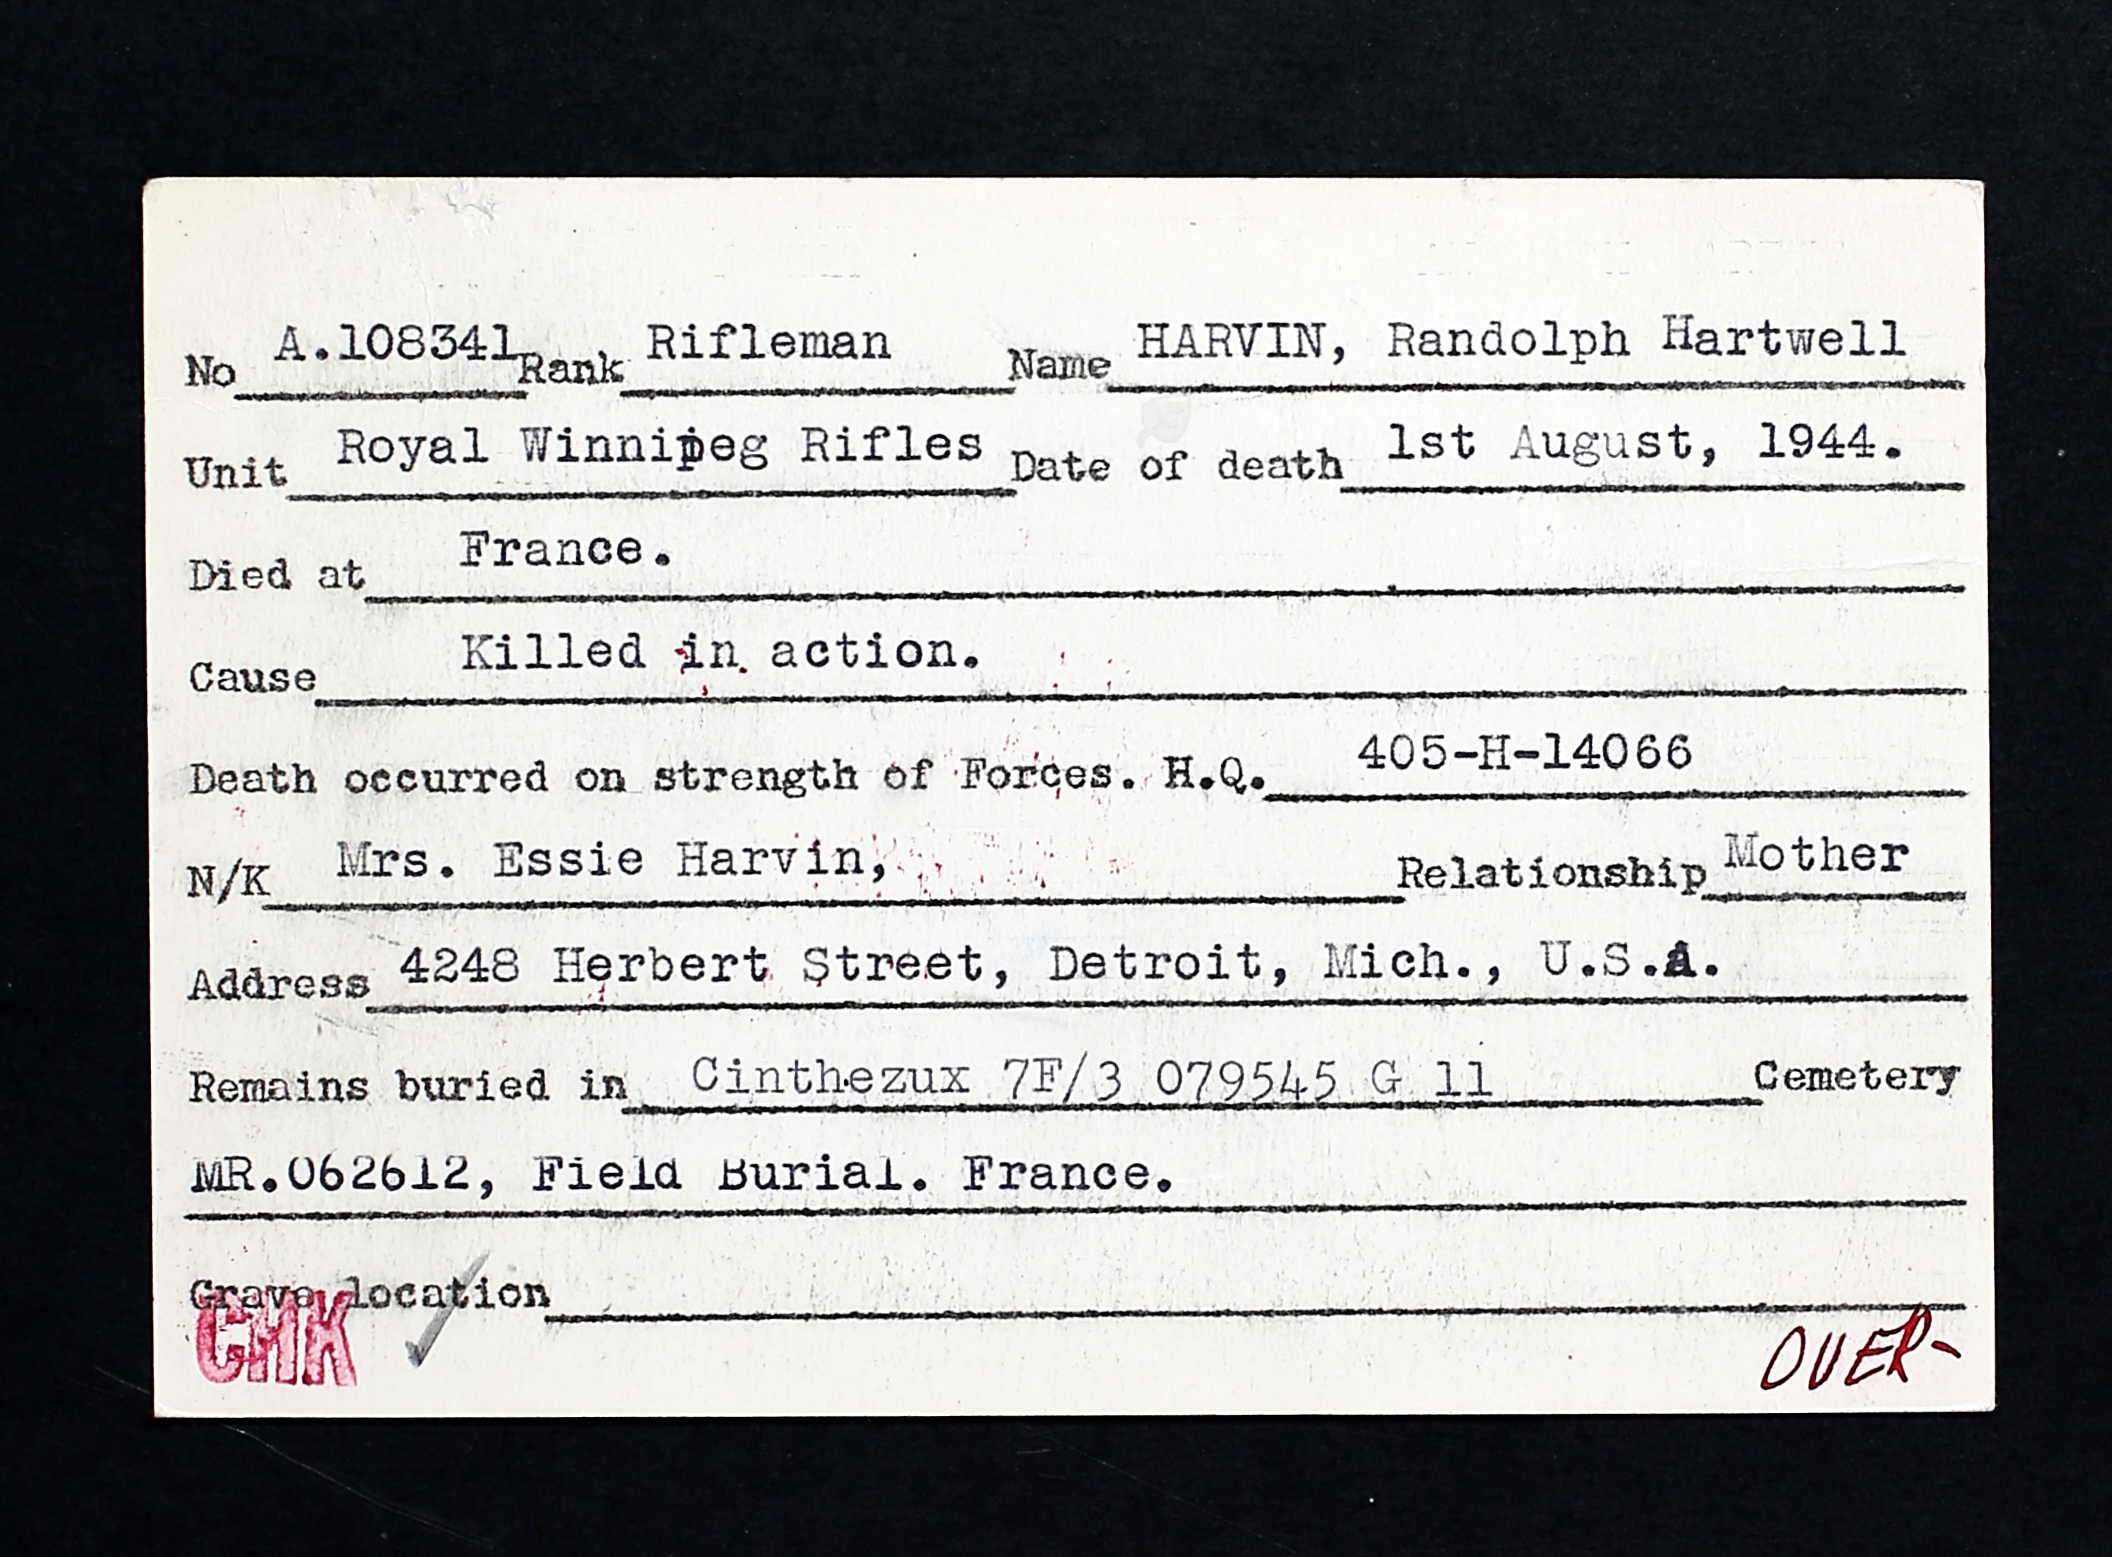 No A.108341 Rank Rifleman Name HARVIN, Randolph Hartwell
Unit Royal Winnipeg Rifles Date of death 1st August, 1944.
Died at France.
Cause Killed in action.
Death occurred on strength of Forces. H.Q. 405-H-14066
N/K Mrs. Essie Harvin, Relationship Mother
Address 4248 Herbert Street, Detroit, Mich., U.S.A.
Remains buried in Cinthezux 7F/3 079545 G 11 Cemetery
MR.062612, Field Burial. France.
Grave location
CHK
OVER-